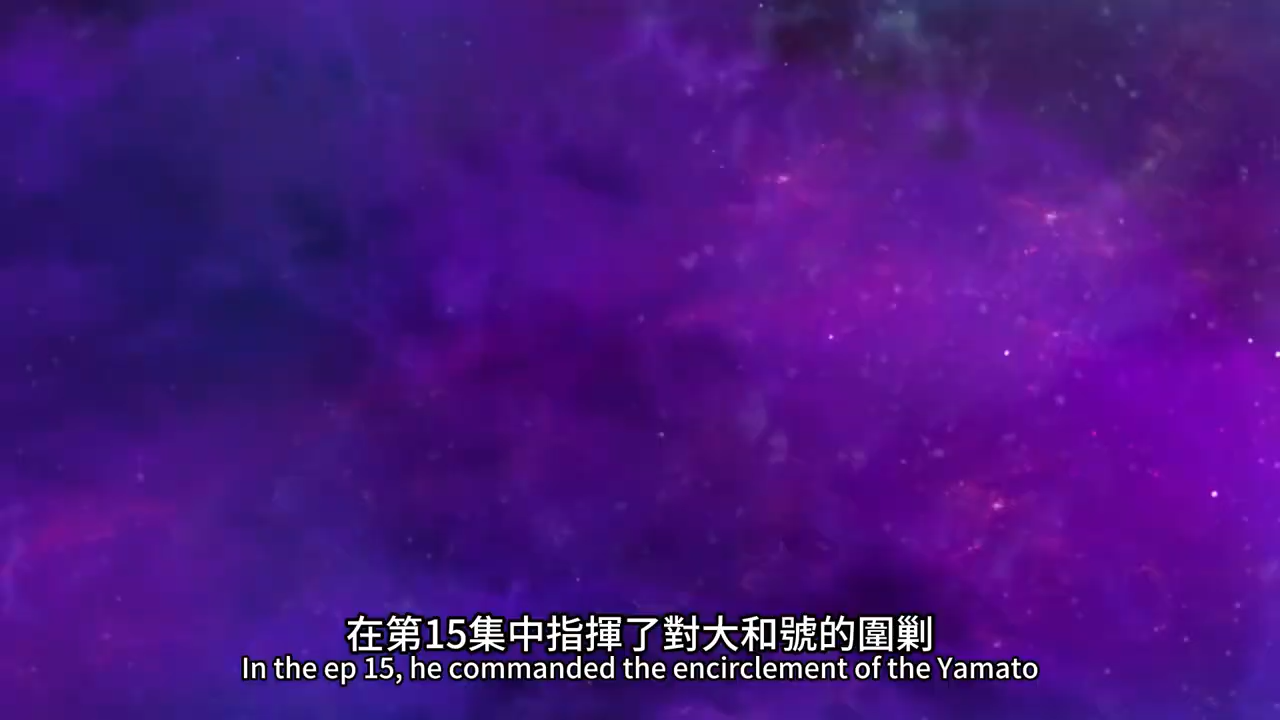 在第15集中指揮了對大和號的圍剿
In the ep 15, he commanded the encirclement of the Yamato